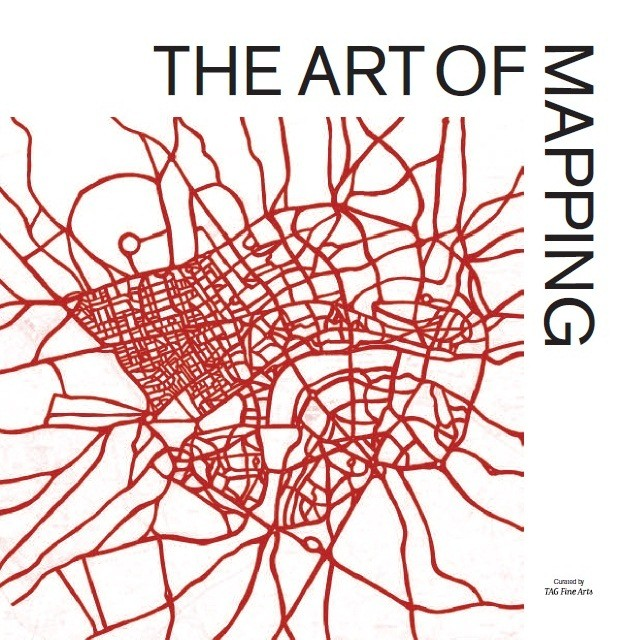 THE ART OF
MAPPING
Curated by
TAG Fine Arts